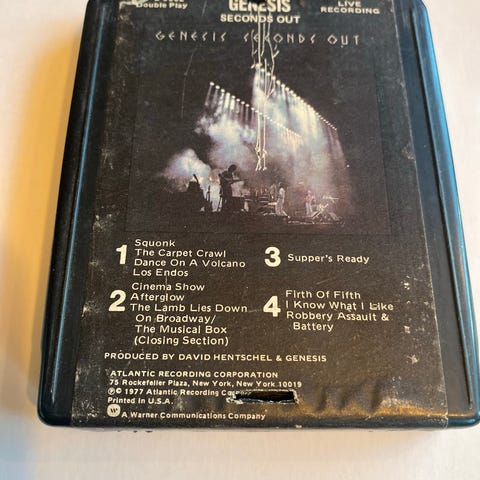 Double Play
GENESIS
SECONDS OUT
LIVE
RECORDING
GENESIS SECONDS OUT
1 Squonk
The Carpet Crawl
Dance On A Volcano
Los Endos
2 Cinema Show
Afterglow
The Lamb Lies Down
On Broadway/
The Musical Box
(Closing Section)
3 Supper's Ready
4 Firth Of Fifth
I Know What I Like
Robbery Assault &
Battery
PRODUCED BY DAVID HENTSCHEL & GENESIS
ATLANTIC RECORDING CORPORATION
75 Rockefeller Plaza, New York, New York 10019
℗© 1977 Atlantic Recording
Printed in U.S.A.
A Warner Communications Company